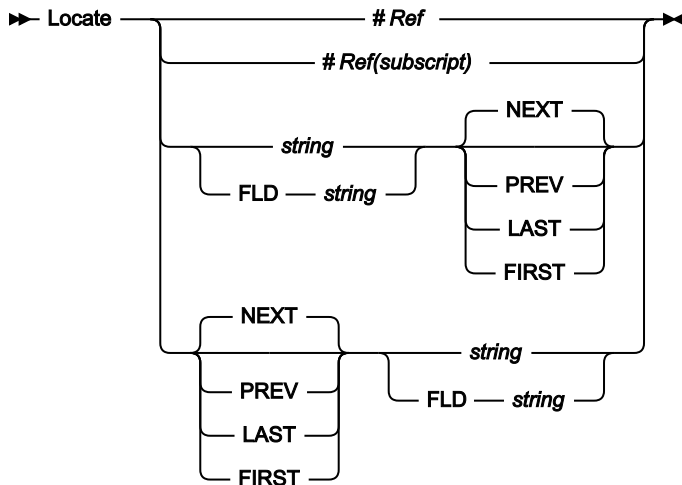 Locate # Ref
# Ref(subscript)
NEXT
string
FLD string PREV
LAST
FIRST
NEXT
string
PREV FLD string
LAST
FIRST